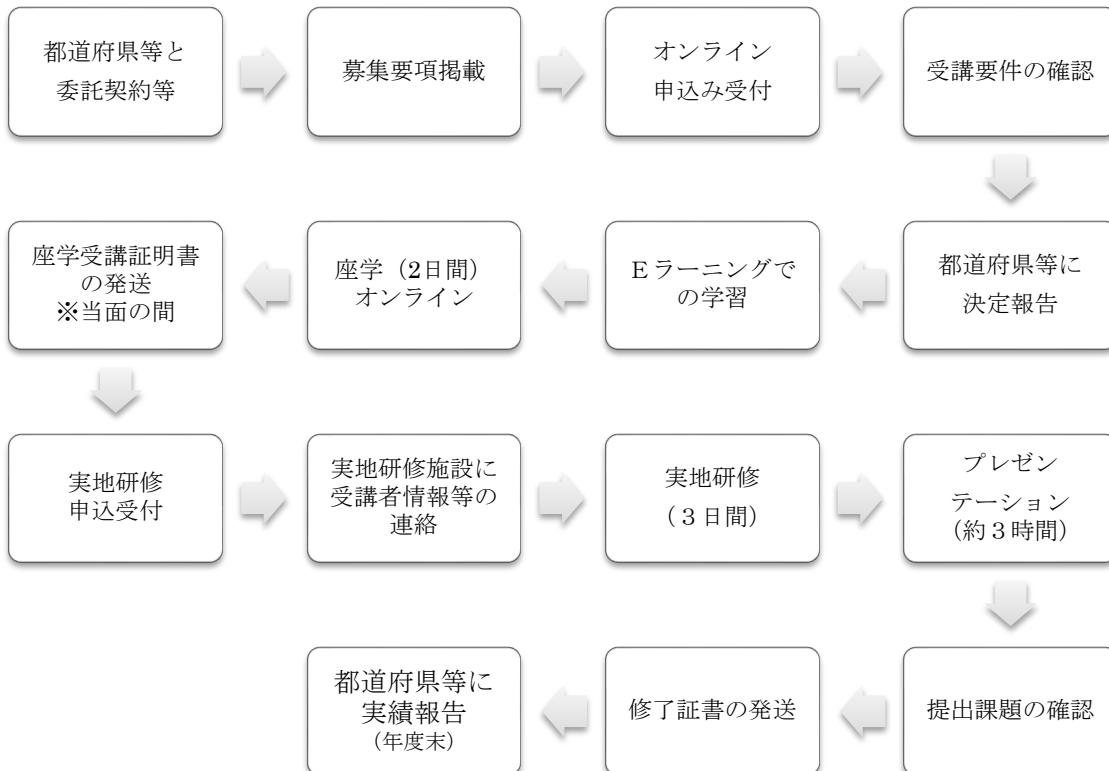 都道府県等と
委託契約等
募集要項掲載
オンライン
申込み受付
受講要件の確認
都道府県等に
決定報告
Eラーニングで
の学習
座学（2日間）
オンライン
座学受講証明書
の発送
※当面の間
実地研修
申込受付
実地研修施設に
受講者情報等の
連絡
実地研修
（３日間）
プレゼン
テーション
（約３時間）
提出課題の確認
修了証書の発送
都道府県等に
実績報告
（年度末）